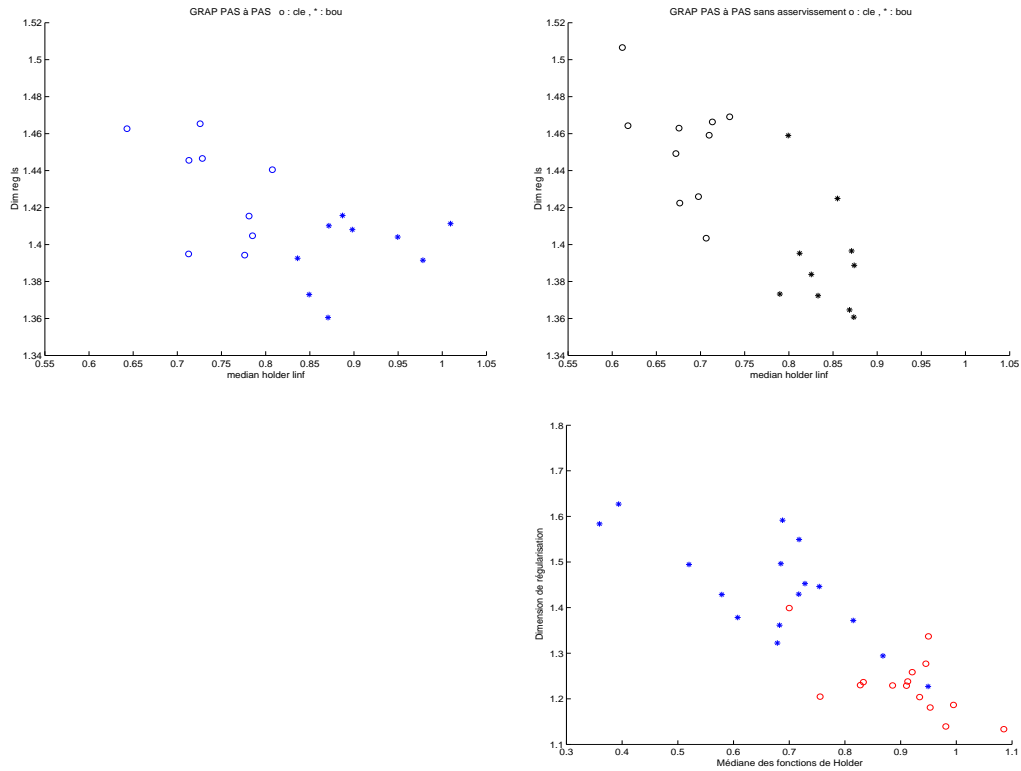 GRAP PAS à PAS o : cle , * : bou
1.52
1.5
1.48
1.46
1.44
1.42
1.4
1.38
1.36
1.34
Dim reg ls
0.55 0.6 0.65 0.7 0.75 0.8 0.85 0.9 0.95 1 1.05
median holder linf
GRAP PAS à PAS sans asservissement o : cle , * : bou
1.52
1.5
1.48
1.46
1.44
1.42
1.4
1.38
1.36
1.34
Dim reg ls
0.55 0.6 0.65 0.7 0.75 0.8 0.85 0.9 0.95 1 1.05
median holder linf
1.8
1.7
1.6
1.5
1.4
1.3
1.2
1.1
Dimension de régularisation
0.3 0.4 0.5 0.6 0.7 0.8 0.9 1 1.1
Médiane des fonctions de Holder